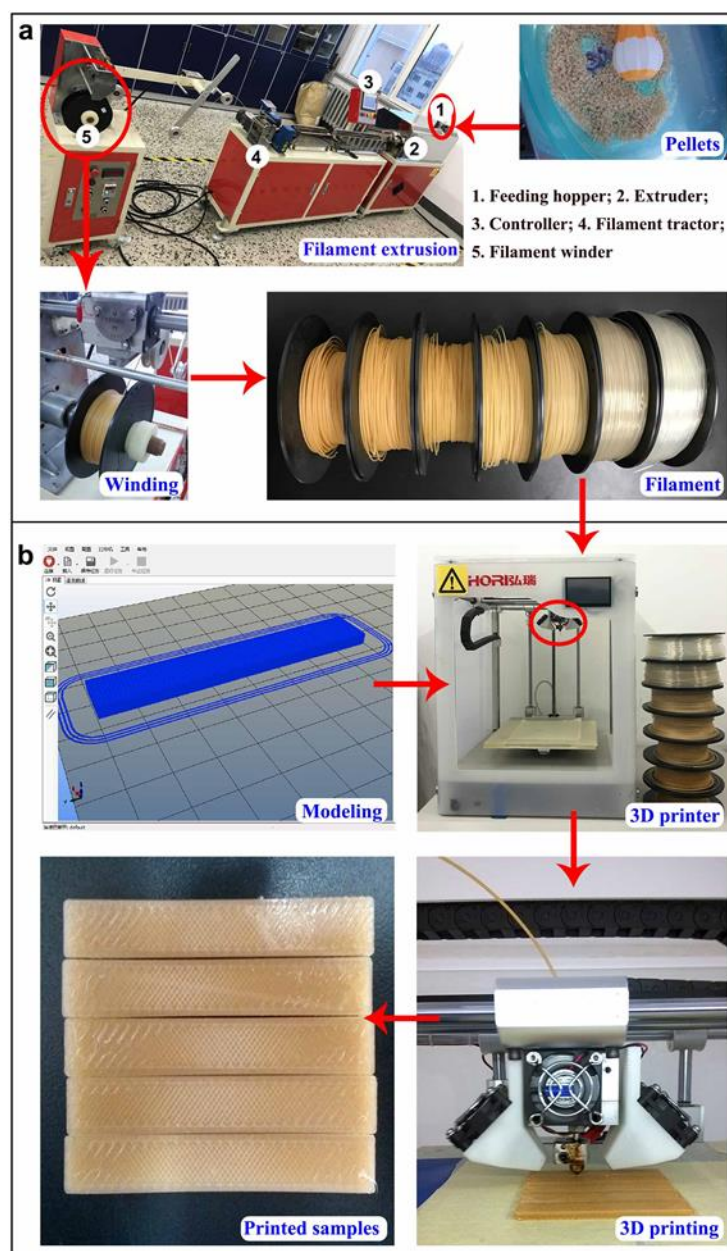 a
3
1
5
2
4
Pellets
Filament extrusion
1. Feeding hopper; 2. Extruder;
3. Controller; 4. Filament tractor;
5. Filament winder
Winding
Filament
b
HORI弘瑞
Modeling
3D printer
Printed samples
3D printing